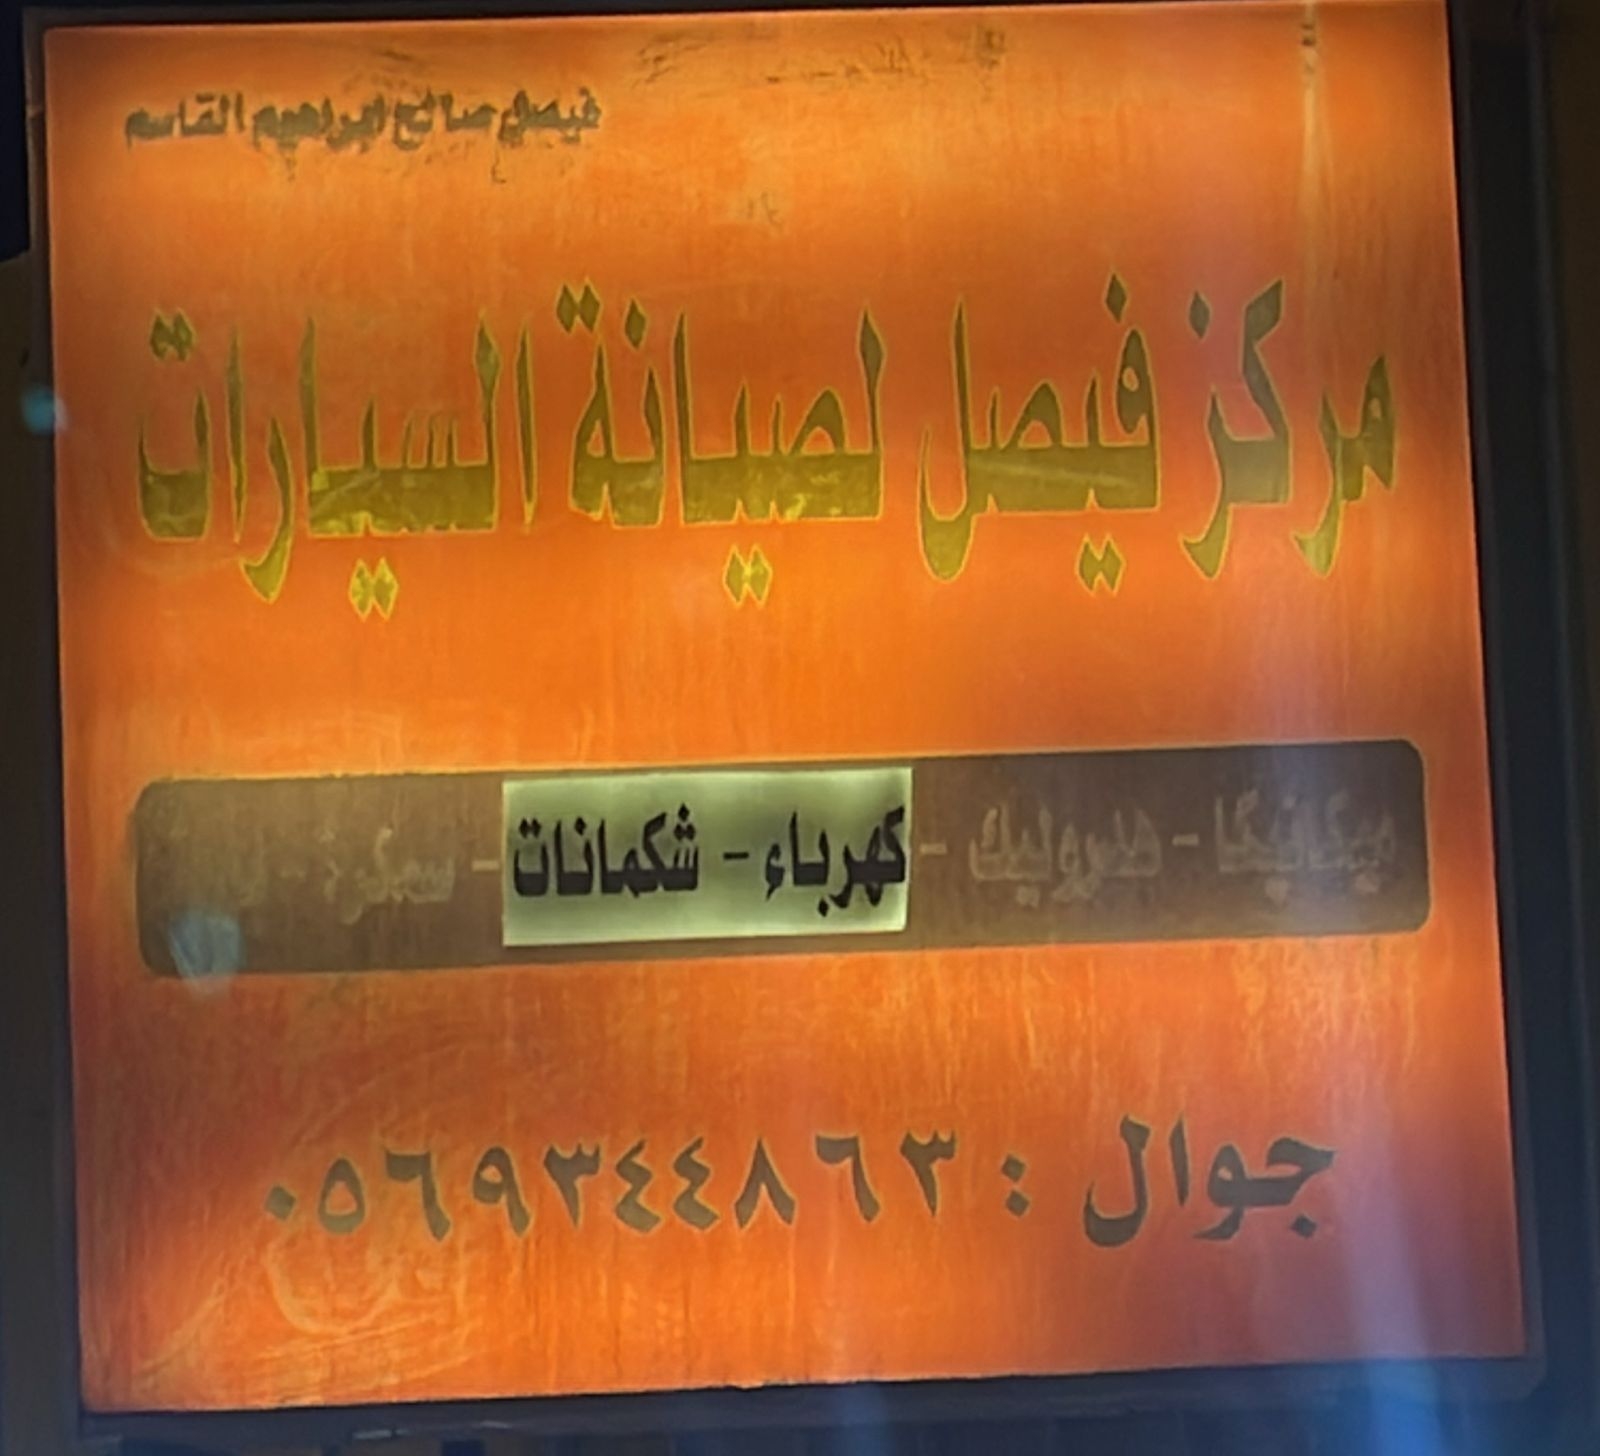 فيصل صالح ابراهيم القاسم
مركز فيصل لصيانة السيارات
ميكانيكا - هيدروليك - كهرباء - شكمانات - سمكرة -
جوال : ٠٥٦٩٣٤٤٨٦٣